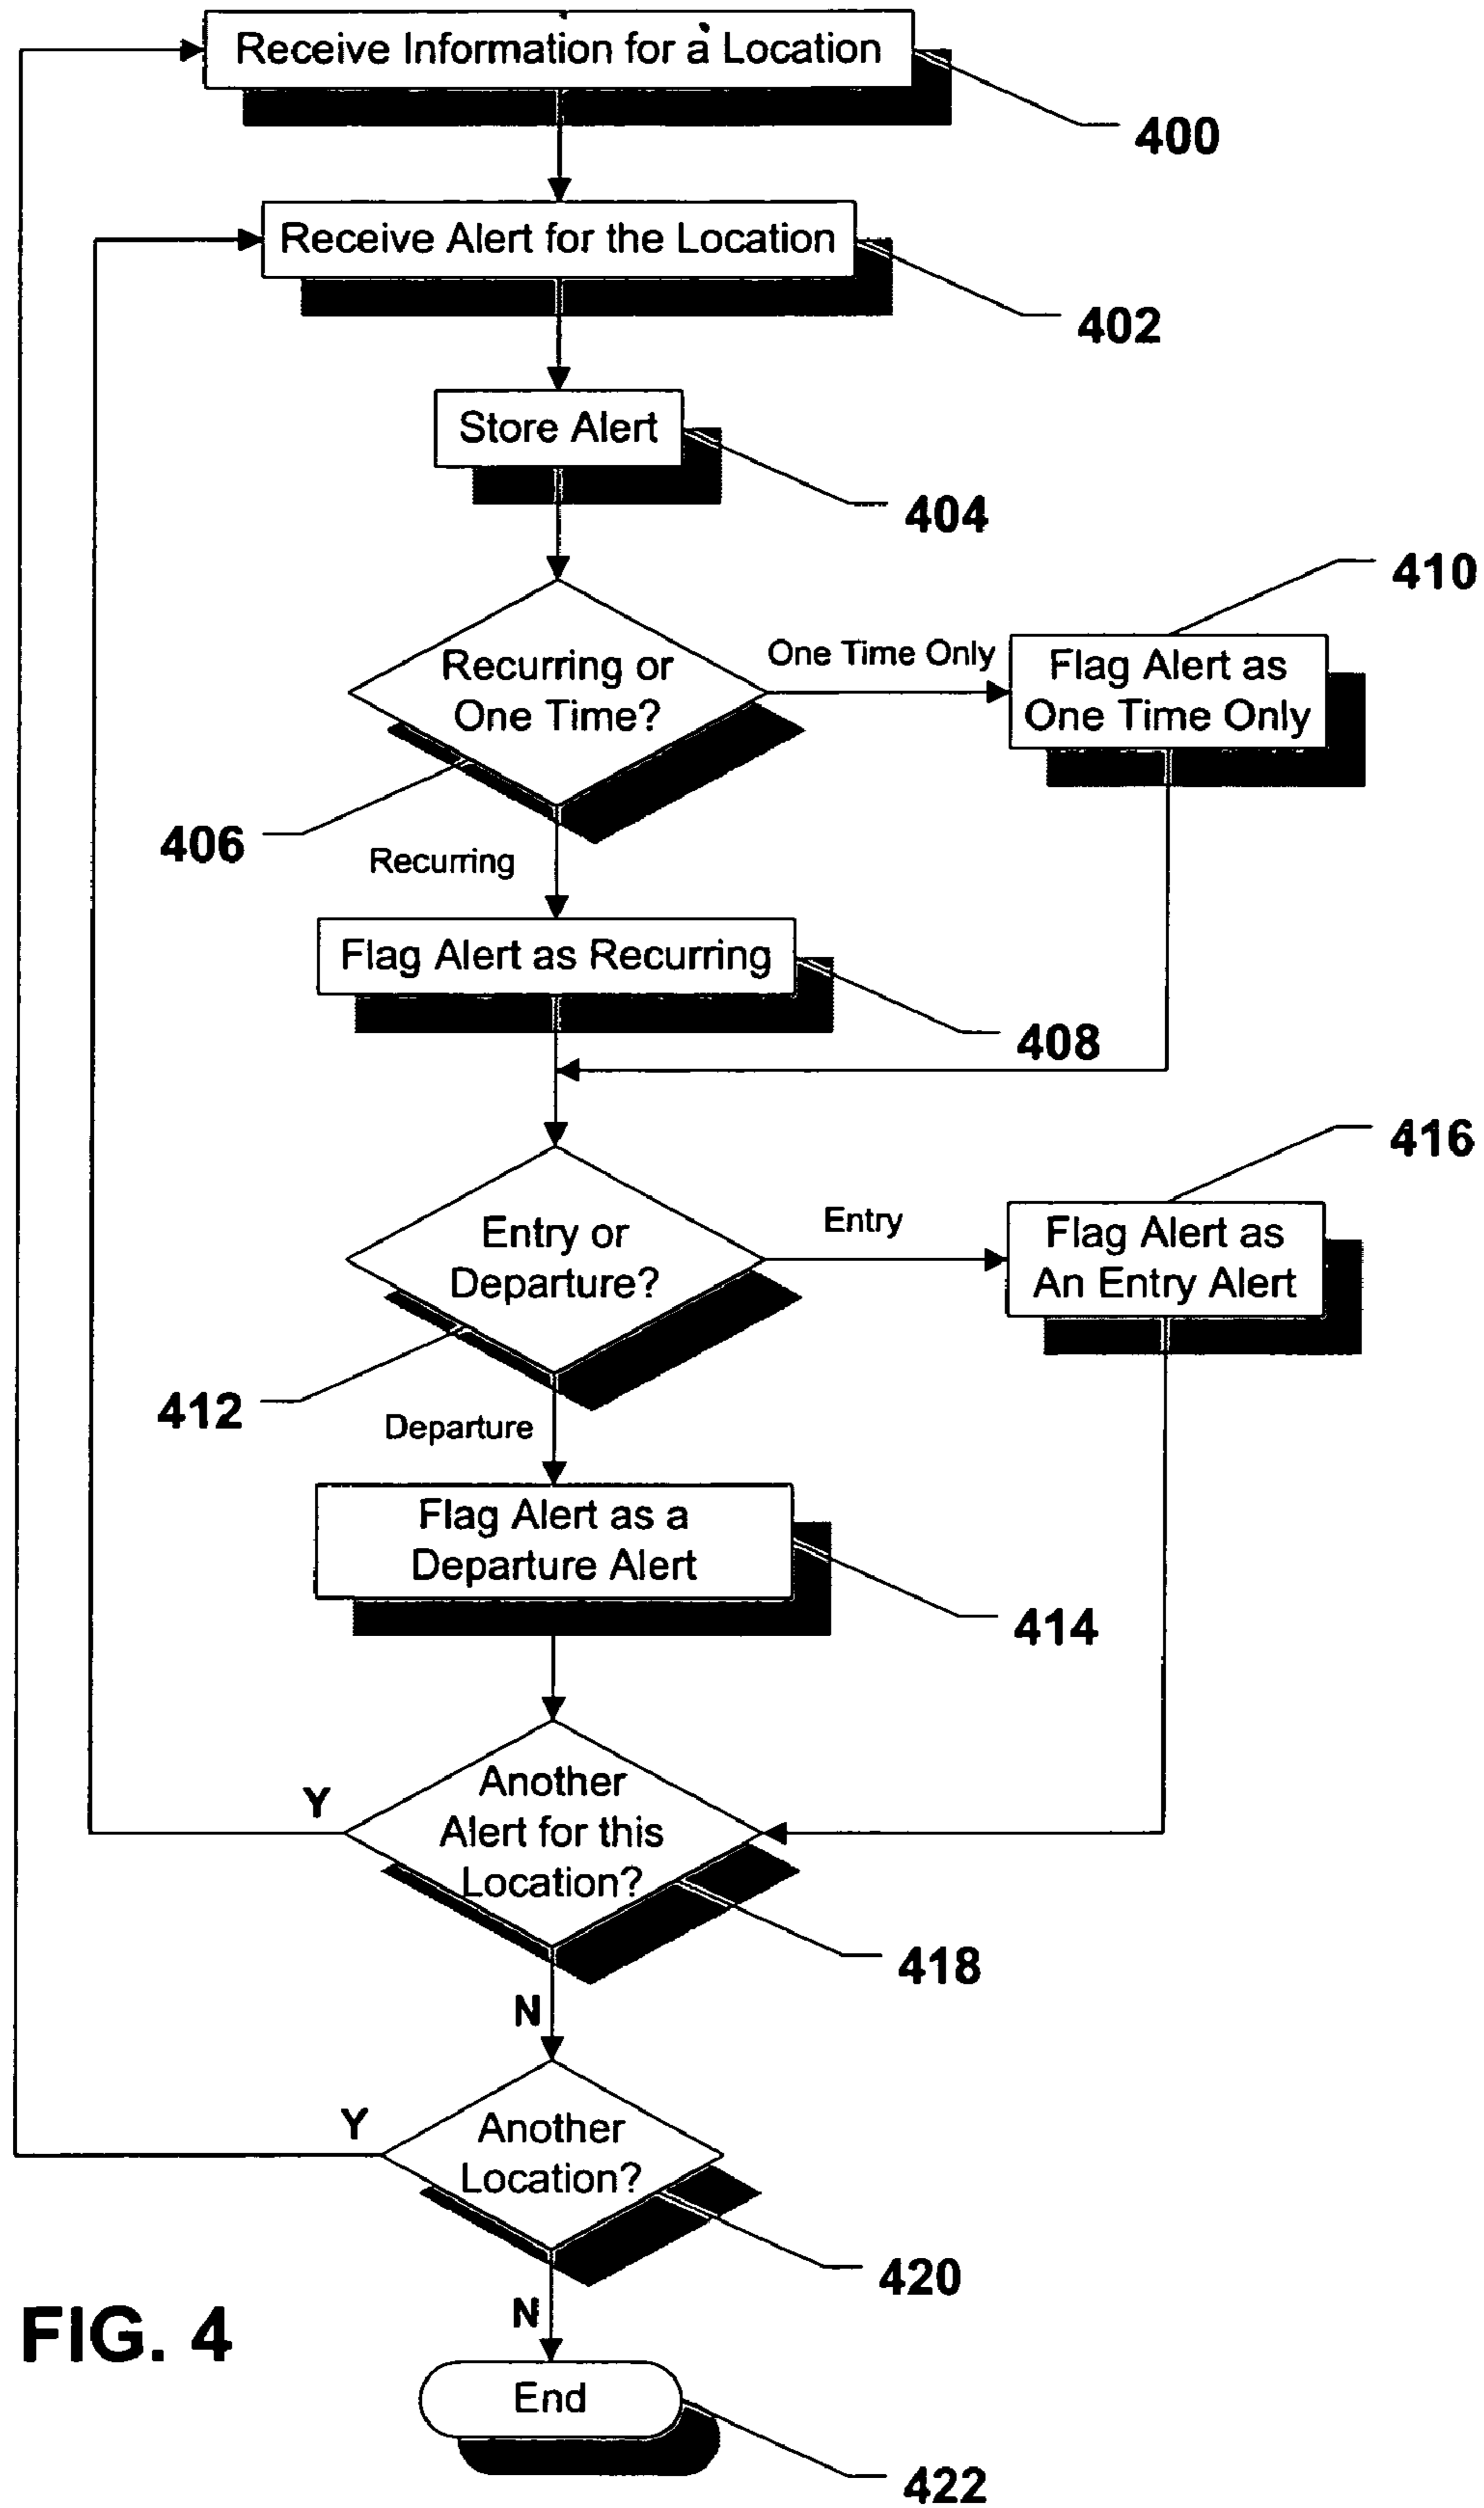 Receive Information for a Location
400
Receive Alert for the Location
402
Store Alert
404
410
Recurring or
One Time?
One Time Only
Flag Alert as
One Time Only
406
Recurring
Flag Alert as Recurring
408
416
Entry or
Departure?
Entry
Flag Alert as
An Entry Alert
412
Departure
Flag Alert as a
Departure Alert
414
Another
Alert for this
Location?
Y
418
N
Another
Location?
Y
420
N
FIG. 4
End
422